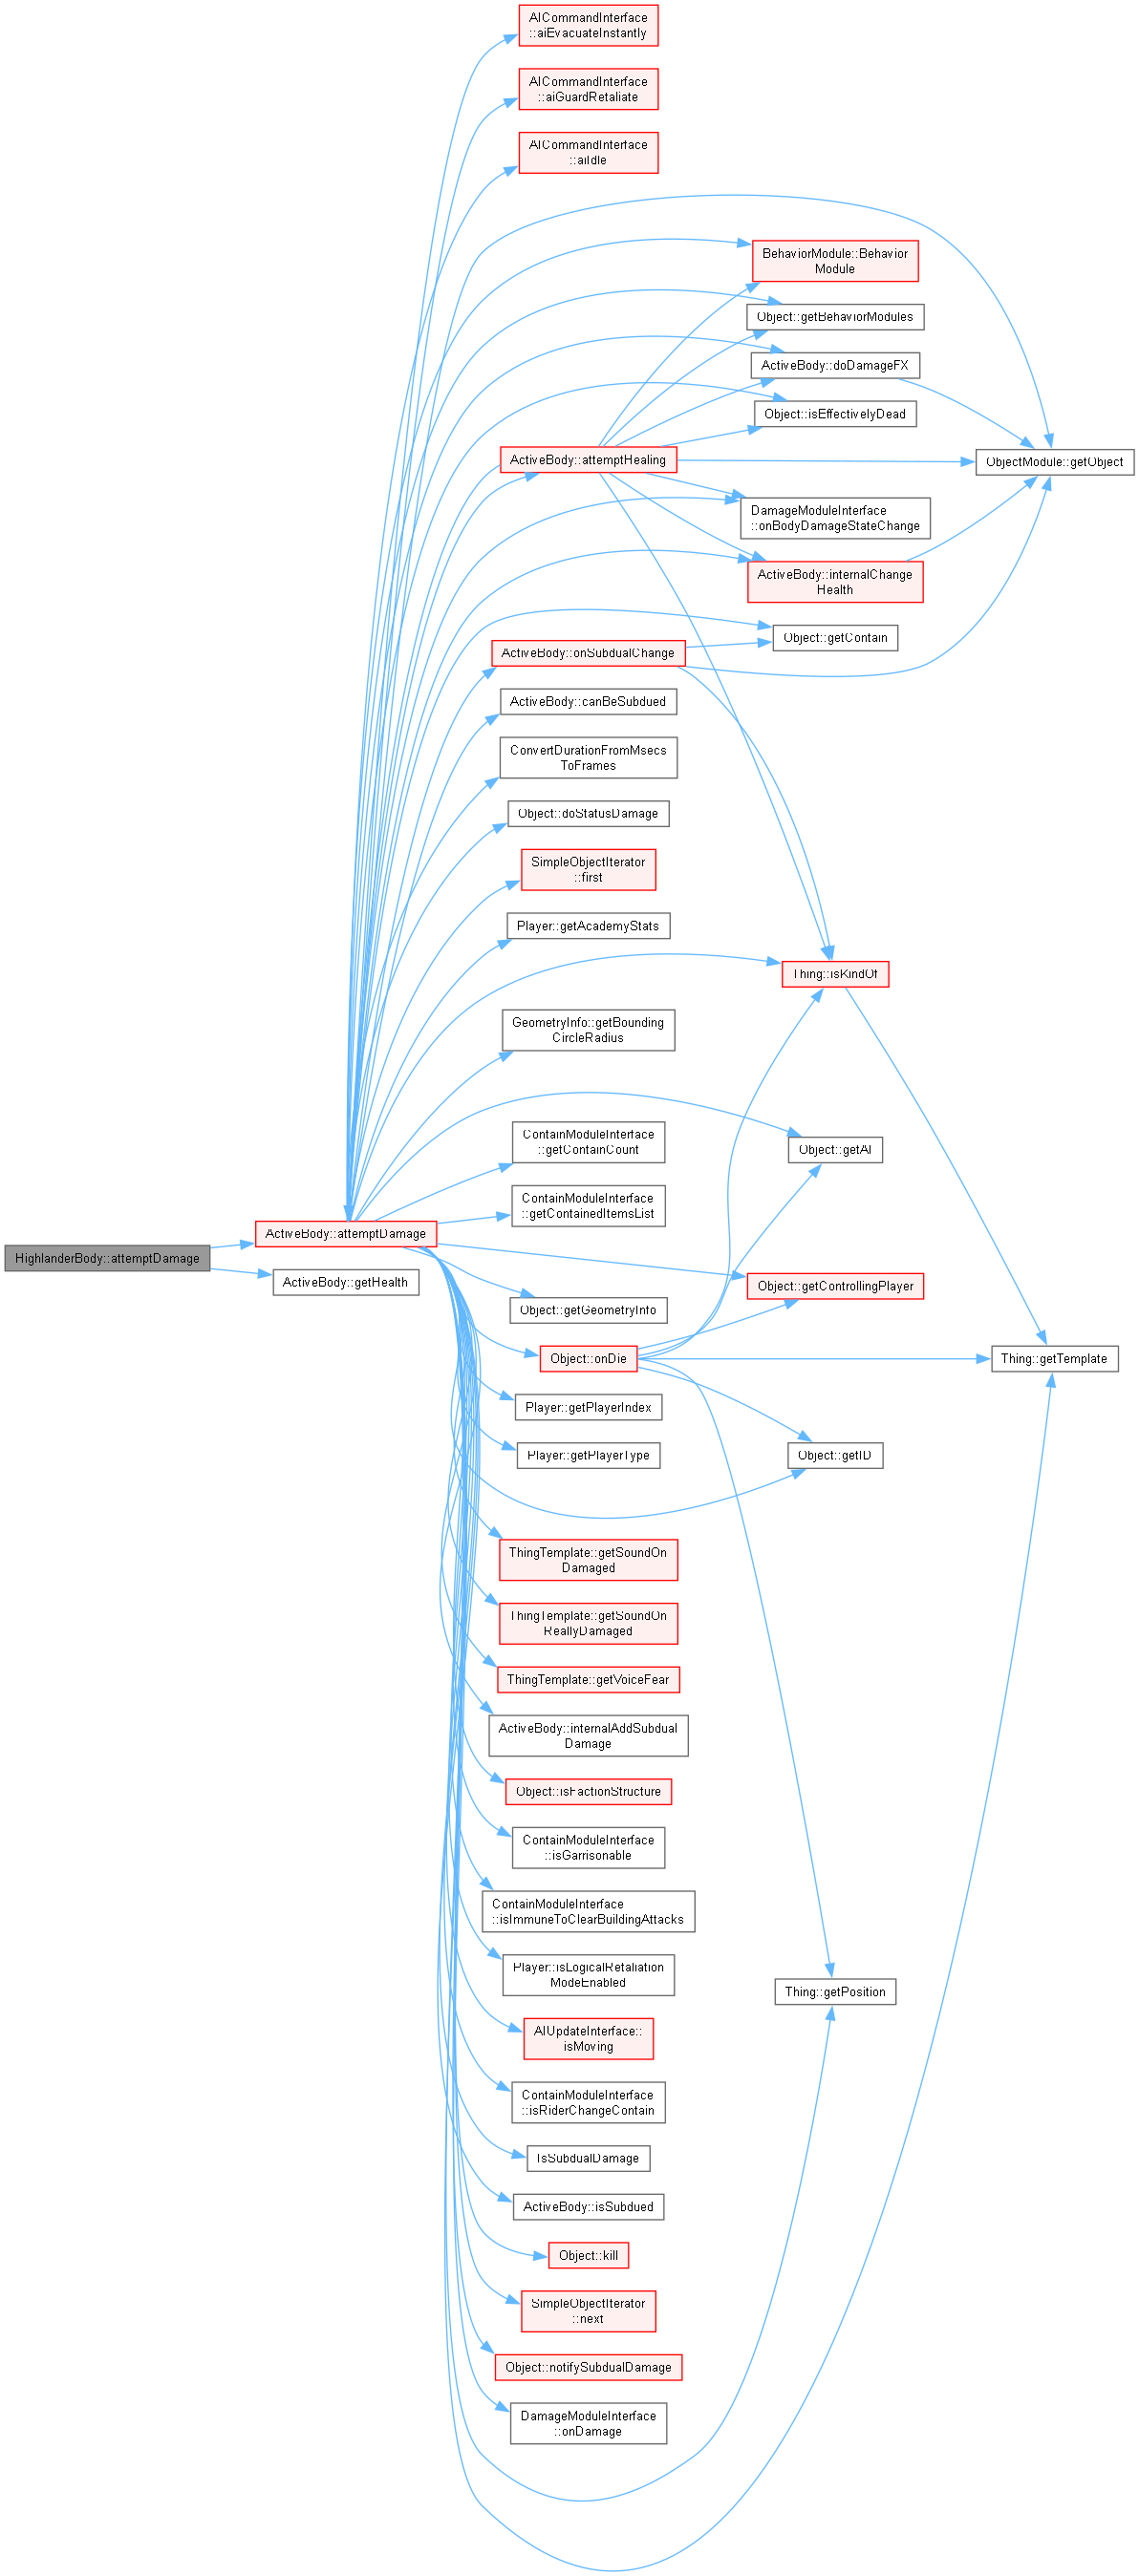 AICommandInterface
::aiEvacuateInstantly
AICommandInterface
::aiGuardRetaliate
AICommandInterface
::aiIdle
BehaviorModule::Behavior
Module
Object::getBehaviorModules
ActiveBody::doDamageFX
Object::isEffectivelyDead
ActiveBody::attemptHealing
ObjectModule::getObject
DamageModuleInterface
::onBodyDamageStateChange
ActiveBody::internalChange
Health
Object::getContain
ActiveBody::onSubdualChange
ActiveBody::canBeSubdued
ConvertDurationFromMsecs
ToFrames
Object::doStatusDamage
SimpleObjectIterator
::first
Player::getAcademyStats
Thing::isKindOf
GeometryInfo::getBounding
CircleRadius
ContainModuleInterface
::getContainCount
Object::getAI
ContainModuleInterface
::getContainedItemsList
ActiveBody::attemptDamage
HighlanderBody::attemptDamage
ActiveBody::getHealth
Object::getControllingPlayer
Object::getGeometryInfo
Object::onDie
Thing::getTemplate
Player::getPlayerIndex
Player::getPlayerType
Object::getID
ThingTemplate::getSoundOn
Damaged
ThingTemplate::getSoundOn
ReallyDamaged
ThingTemplate::getVoiceFear
ActiveBody::internalAddSubdual
Damage
Object::isFactionStructure
ContainModuleInterface
::isGarrisonable
ContainModuleInterface
::isImmuneToClearBuildingAttacks
Player::isLogicalRetaliation
ModeEnabled
Thing::getPosition
AIUpdateInterface::
isMoving
ContainModuleInterface
::isRiderChangeContain
IsSubdualDamage
ActiveBody::isSubdued
Object::kill
SimpleObjectIterator
::next
Object::notifySubdualDamage
DamageModuleInterface
::onDamage